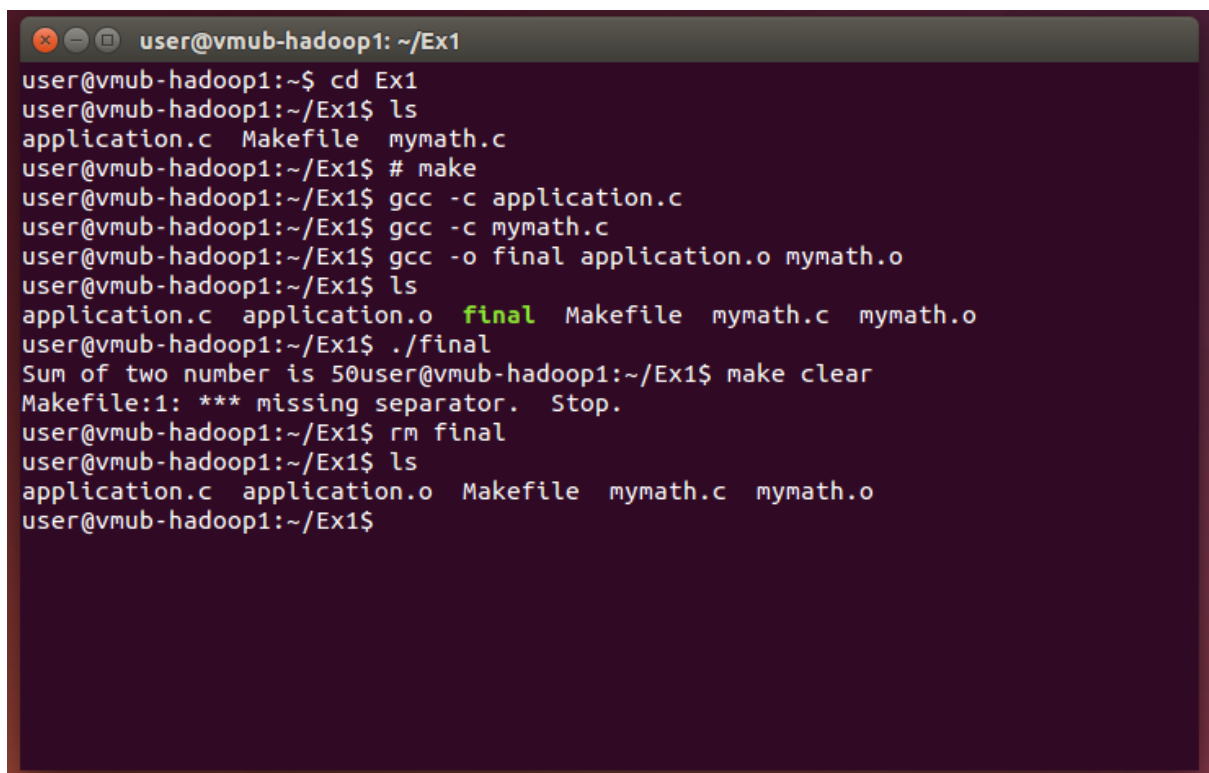 user@vmub-hadoop1: ~/Ex1
user@vmub-hadoop1:~$ cd Ex1
user@vmub-hadoop1:~/Ex1$ ls
application.c  Makefile  mymath.c
user@vmub-hadoop1:~/Ex1$ # make
user@vmub-hadoop1:~/Ex1$ gcc -c application.c
user@vmub-hadoop1:~/Ex1$ gcc -c mymath.c
user@vmub-hadoop1:~/Ex1$ gcc -o final application.o mymath.o
user@vmub-hadoop1:~/Ex1$ ls
application.c  application.o  final  Makefile  mymath.c  mymath.o
user@vmub-hadoop1:~/Ex1$ ./final
Sum of two number is 50user@vmub-hadoop1:~/Ex1$ make clear
Makefile:1: *** missing separator.  Stop.
user@vmub-hadoop1:~/Ex1$ rm final
user@vmub-hadoop1:~/Ex1$ ls
application.c  application.o  Makefile  mymath.c  mymath.o
user@vmub-hadoop1:~/Ex1$